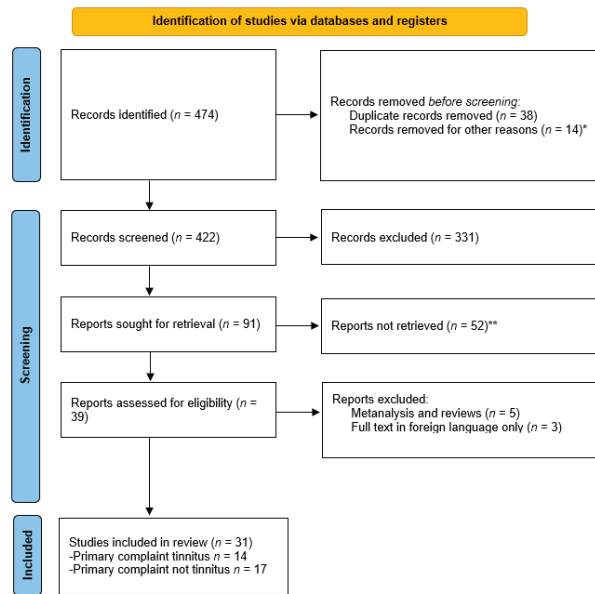 Identification of studies via databases and registers
Identification
Records identified (n = 474)
Records removed before screening:
Duplicate records removed (n = 38)
Records removed for other reasons (n = 14)*
Screening
Records screened (n = 422)
Records excluded (n = 331)
Reports sought for retrieval (n = 91)
Reports not retrieved (n = 52)**
Reports assessed for eligibility (n =
39)
Reports excluded:
Metanalysis and reviews (n = 5)
Full text in foreign language only (n = 3)
Included
Studies included in review (n = 31)
-Primary complaint tinnitus n = 14
-Primary complaint not tinnitus n = 17